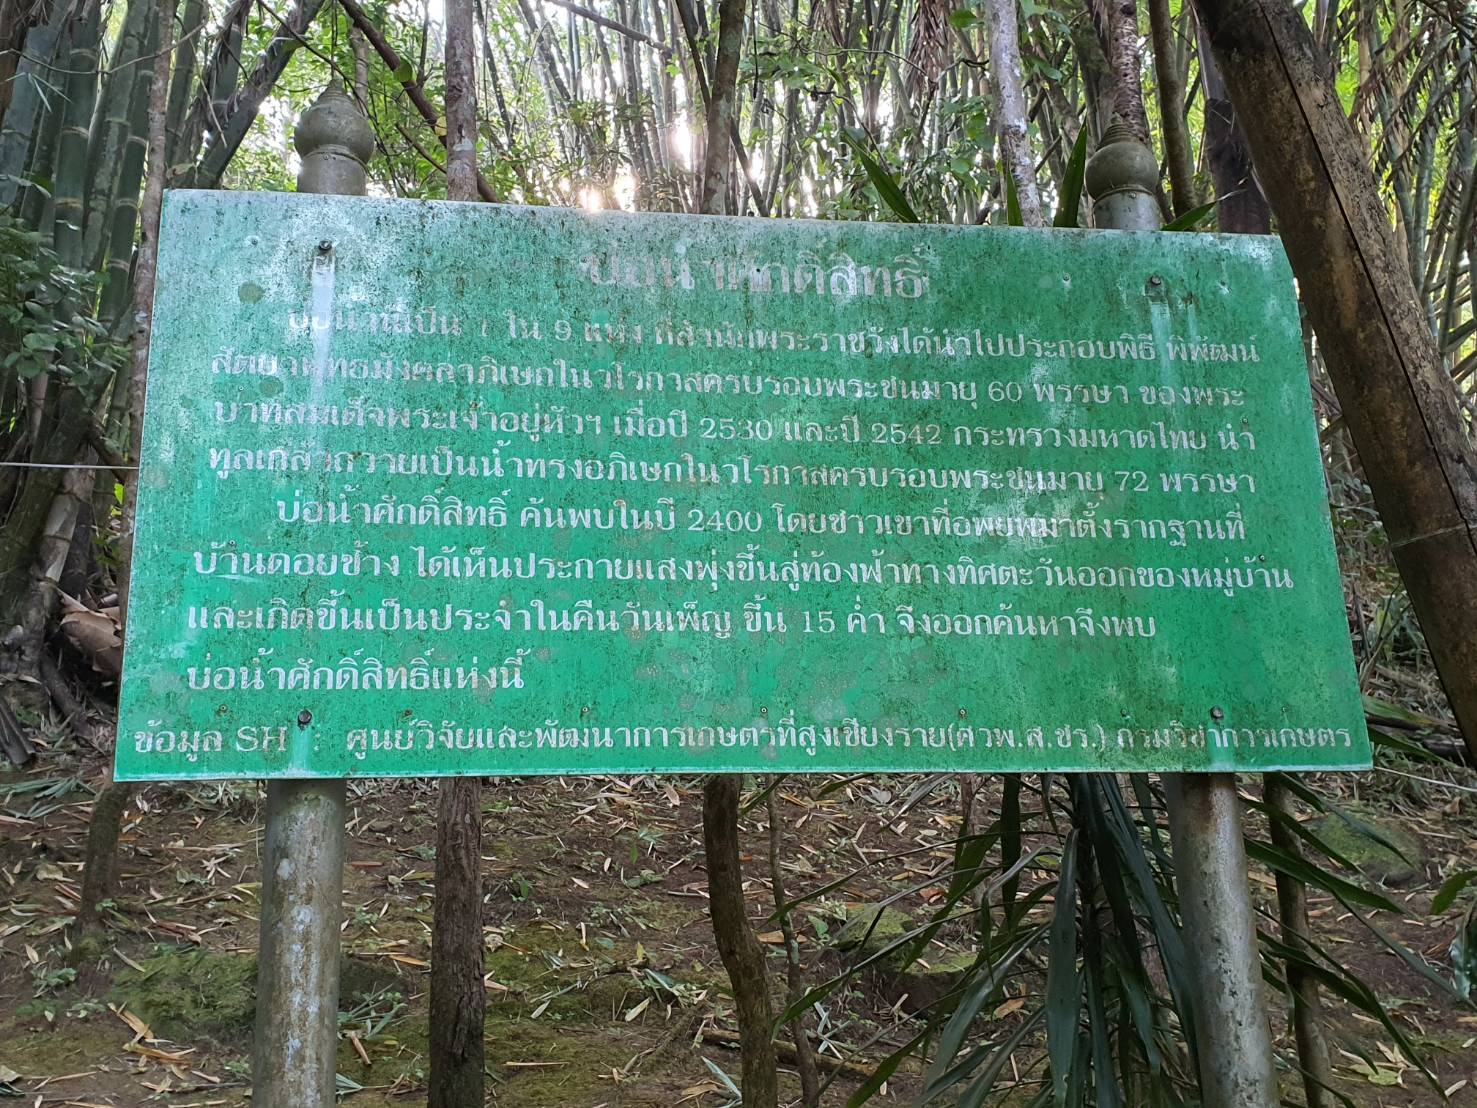 บ่อน้ำศักดิ์สิทธิ์
บ่อน้ำนี้เป็น 1 ใน 9 แห่ง ที่สำนักพระราชวังได้นำไปประกอบพิธี พิพัฒน์
สัตยาพุทธมังคลาภิเษกในวโรกาสครบรอบพระชนมายุ 60 พรรษา ของพระ
บาทสมเด็จพระเจ้าอยู่หัวฯ เมื่อปี 2530 และปี 2542 กระทรวงมหาดไทย นำ
ทูลเกล้าถวายเป็นน้ำทรงอภิเษกในวโรกาสครบรอบพระชนมายุ 72 พรรษา
บ่อน้ำศักดิ์สิทธิ์ ค้นพบในปี 2400 โดยชาวเขาที่อพยพมาตั้งรากฐานที่
บ้านดอยช้าง ได้เห็นประกายแสงพุ่งขึ้นสู่ท้องฟ้าทางทิศตะวันออกของหมู่บ้าน
และเกิดขึ้นเป็นประจำในคืนวันเพ็ญ ขึ้น 15 ค่ำ จึงออกค้นหาจึงพบ
บ่อน้ำศักดิ์สิทธิ์แห่งนี้
ข้อมูล SH : ศูนย์วิจัยและพัฒนาการเกษตรที่สูงเชียงราย(ศวพ.ส.ชร.) กรมวิชาการเกษตร